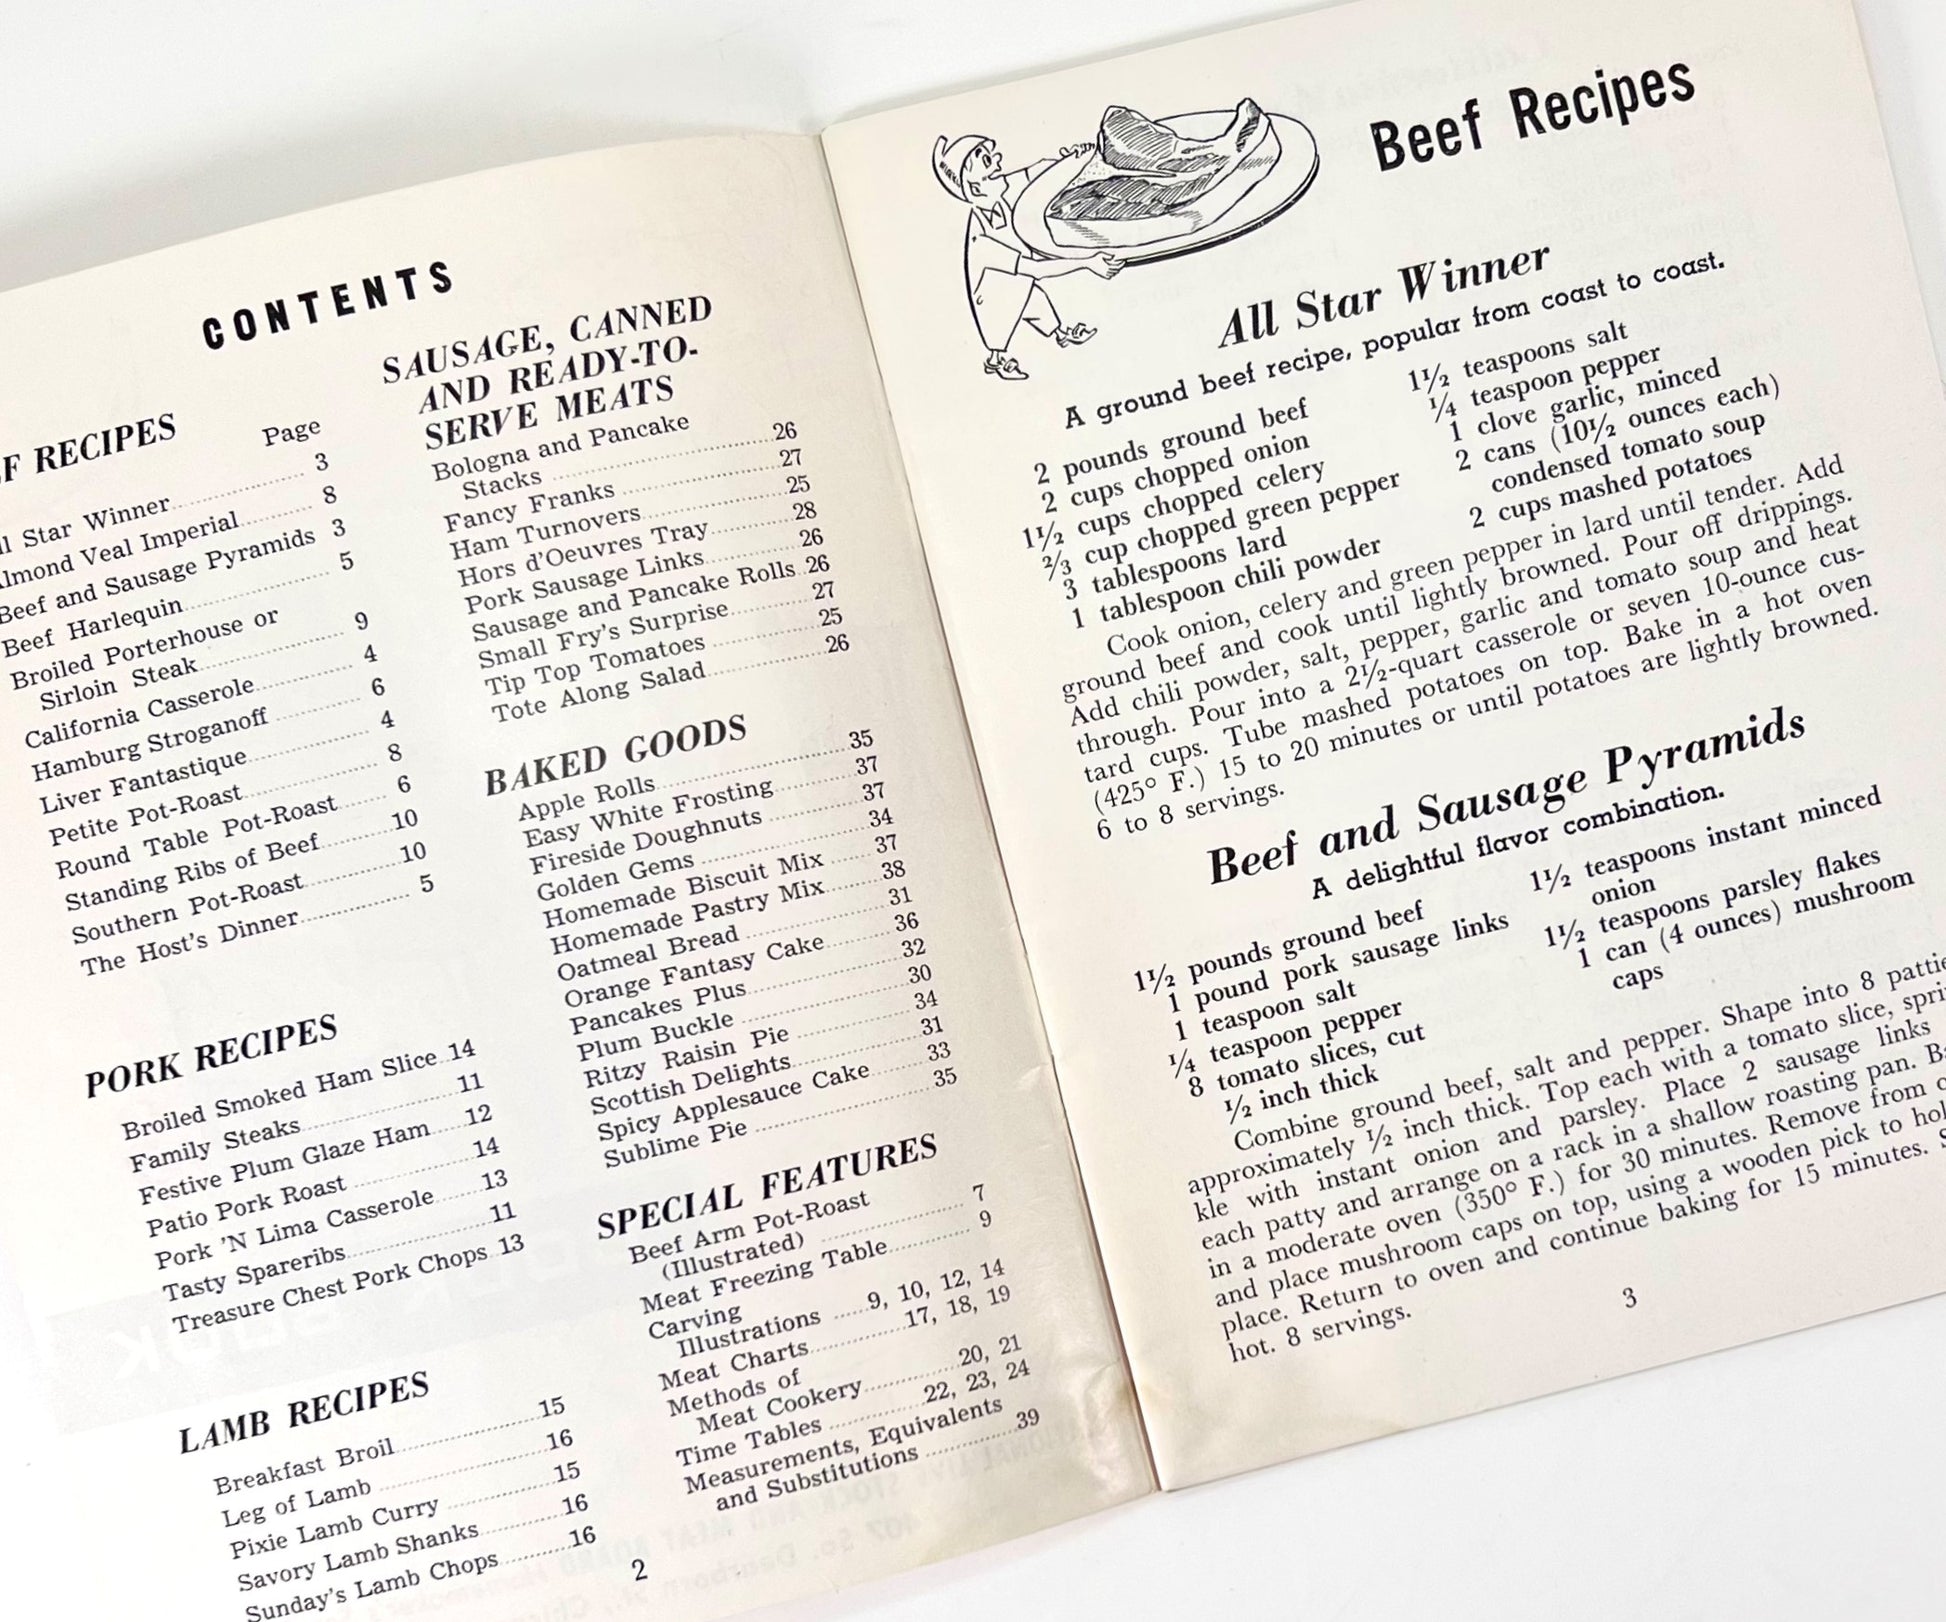 CONTENTS
RECIPES
Page
Star Winner 3
Almond Veal Imperial 8
Beef and Sausage Pyramids 3
Beef Harlequin 5
Broiled Porterhouse or
Sirloin Steak 9
California Casserole 4
Hamburg Stroganoff 6
Liver Fantastique 4
Petite Pot-Roast 8
Round Table Pot-Roast 6
Standing Ribs of Beef 10
Southern Pot-Roast 10
The Host's Dinner 5
PORK RECIPES
Broiled Smoked Ham Slice 14
Family Steaks 11
Festive Plum Glaze Ham 12
Patio Pork Roast 14
Pork 'N Lima Casserole 13
Tasty Spareribs 11
Treasure Chest Pork Chops 13
LAMB RECIPES
Breakfast Broil 15
Leg of Lamb 16
Pixie Lamb Curry 15
Savory Lamb Shanks 16
Sunday's Lamb Chops 16
SAUSAGE, CANNED
AND READY-TO-
SERVE MEATS
Bologna and Pancake
Stacks 26
Fancy Franks 27
Ham Turnovers 25
Hors d'Oeuvres Tray 28
Pork Sausage Links 26
Sausage and Pancake Rolls 26
Small Fry's Surprise 27
Tip Top Tomatoes 25
Tote Along Salad 26
BAKED GOODS
Apple Rolls 35
Easy White Frosting 37
Fireside Doughnuts 37
Golden Gems 34
Homemade Biscuit Mix 37
Homemade Pastry Mix 38
Oatmeal Bread 31
Orange Fantasy Cake 36
Pancakes Plus 32
Plum Buckle 30
Ritzy Raisin Pie 34
Scottish Delights 31
Spicy Applesauce Cake 33
Sublime Pie 35
SPECIAL FEATURES
Beef Arm Pot-Roast
(Illustrated) 7
Meat Freezing Table 9
Carving
Illustrations 9, 10, 12, 14
Meat Charts 17, 18, 19
Methods of
Meat Cookery 20, 21
Time Tables 22, 23, 24
Measurements, Equivalents
and Substitutions 39
2
Beef Recipes
All Star Winner
A ground beef recipe, popular from coast to coast.
2 pounds ground beef
2 cups chopped onion
1½ cups chopped celery
⅔ cup chopped green pepper
3 tablespoons lard
1 tablespoon chili powder
1½ teaspoons salt
¼ teaspoon pepper
1 clove garlic, minced
2 cans (10½ ounces each)
condensed tomato soup
2 cups mashed potatoes
Cook onion, celery and green pepper in lard until tender. Add
ground beef and cook until lightly browned. Pour off drippings.
Add chili powder, salt, pepper, garlic and tomato soup and heat
through. Pour into a 2½-quart casserole or seven 10-ounce cus-
tard cups. Tube mashed potatoes on top. Bake in a hot oven
(425° F.) 15 to 20 minutes or until potatoes are lightly browned.
6 to 8 servings.
Beef and Sausage Pyramids
A delightful flavor combination.
1½ pounds ground beef
1 pound pork sausage links
1 teaspoon salt
¼ teaspoon pepper
8 tomato slices, cut
½ inch thick
1½ teaspoons instant minced
onion
1½ teaspoons parsley flakes
1 can (4 ounces) mushroom
caps
Combine ground beef, salt and pepper. Shape into 8
approximately ½ inch thick. Top each with a tomato slice,
kle with instant onion and parsley. Place 2 sausage links
each patty and arrange on a rack in a shallow roasting pan.
in a moderate oven (350° F.) for 30 minutes. Remove from
and place mushroom caps on top, using a wooden pick to
place. Return to oven and continue baking for 15 minutes.
hot. 8 servings.
3